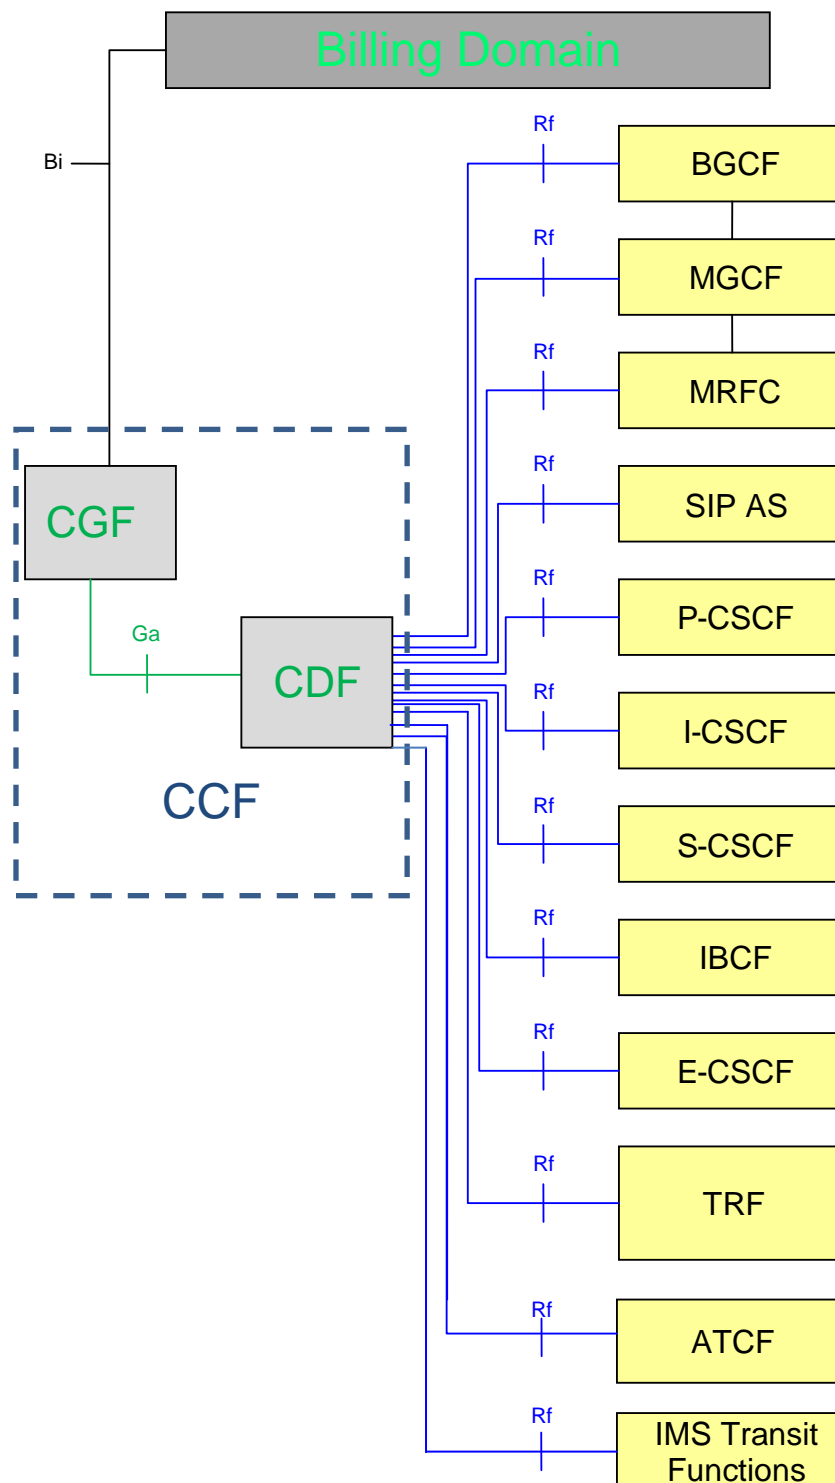 Billing Domain
Bi
Rf
BGCF
Rf
MGCF
Rf
MRFC
Rf
SIP AS
CGF
Rf
P-CSCF
Ga
CDF
Rf
I-CSCF
CCF
Rf
S-CSCF
Rf
IBCF
Rf
E-CSCF
Rf
TRF
Rf
ATCF
Rf
IMS Transit
Functions